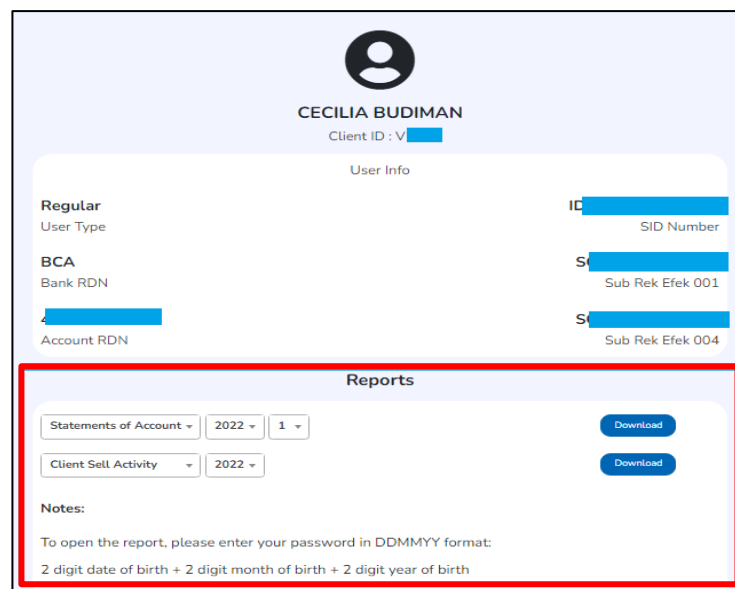 CECILIA BUDIMAN
Client ID : V
User Info
Regular
User Type
ID
SID Number
BCA
Bank RDN
Sub Rek Efek 001
Account RDN
Sub Rek Efek 004
Reports
Statements of Account 2022 1 Download
Client Sell Activity 2022 Download
Notes:
To open the report, please enter your password in DDMMYY format:
2 digit date of birth + 2 digit month of birth + 2 digit year of birth